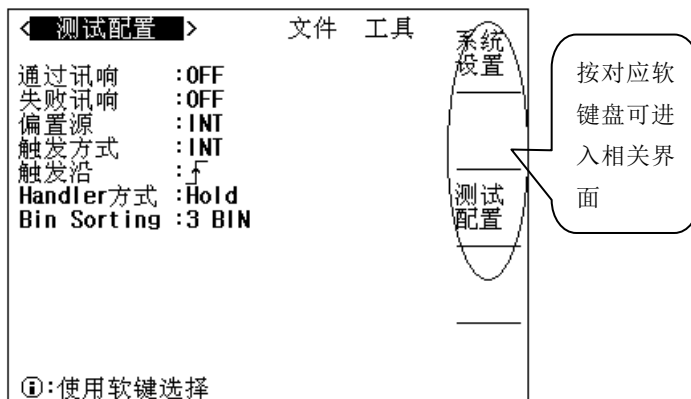 < 测试配置 > 文件 工具
通过讯响 :OFF
失败讯响 :OFF
偏置源 :INT
触发方式 :INT
触发沿 :
Handler方式 :Hold
Bin Sorting :3 BIN
ⓘ:使用软键选择
系统
设置
测试
配置
按对应软
键盘可进
入相关界
面